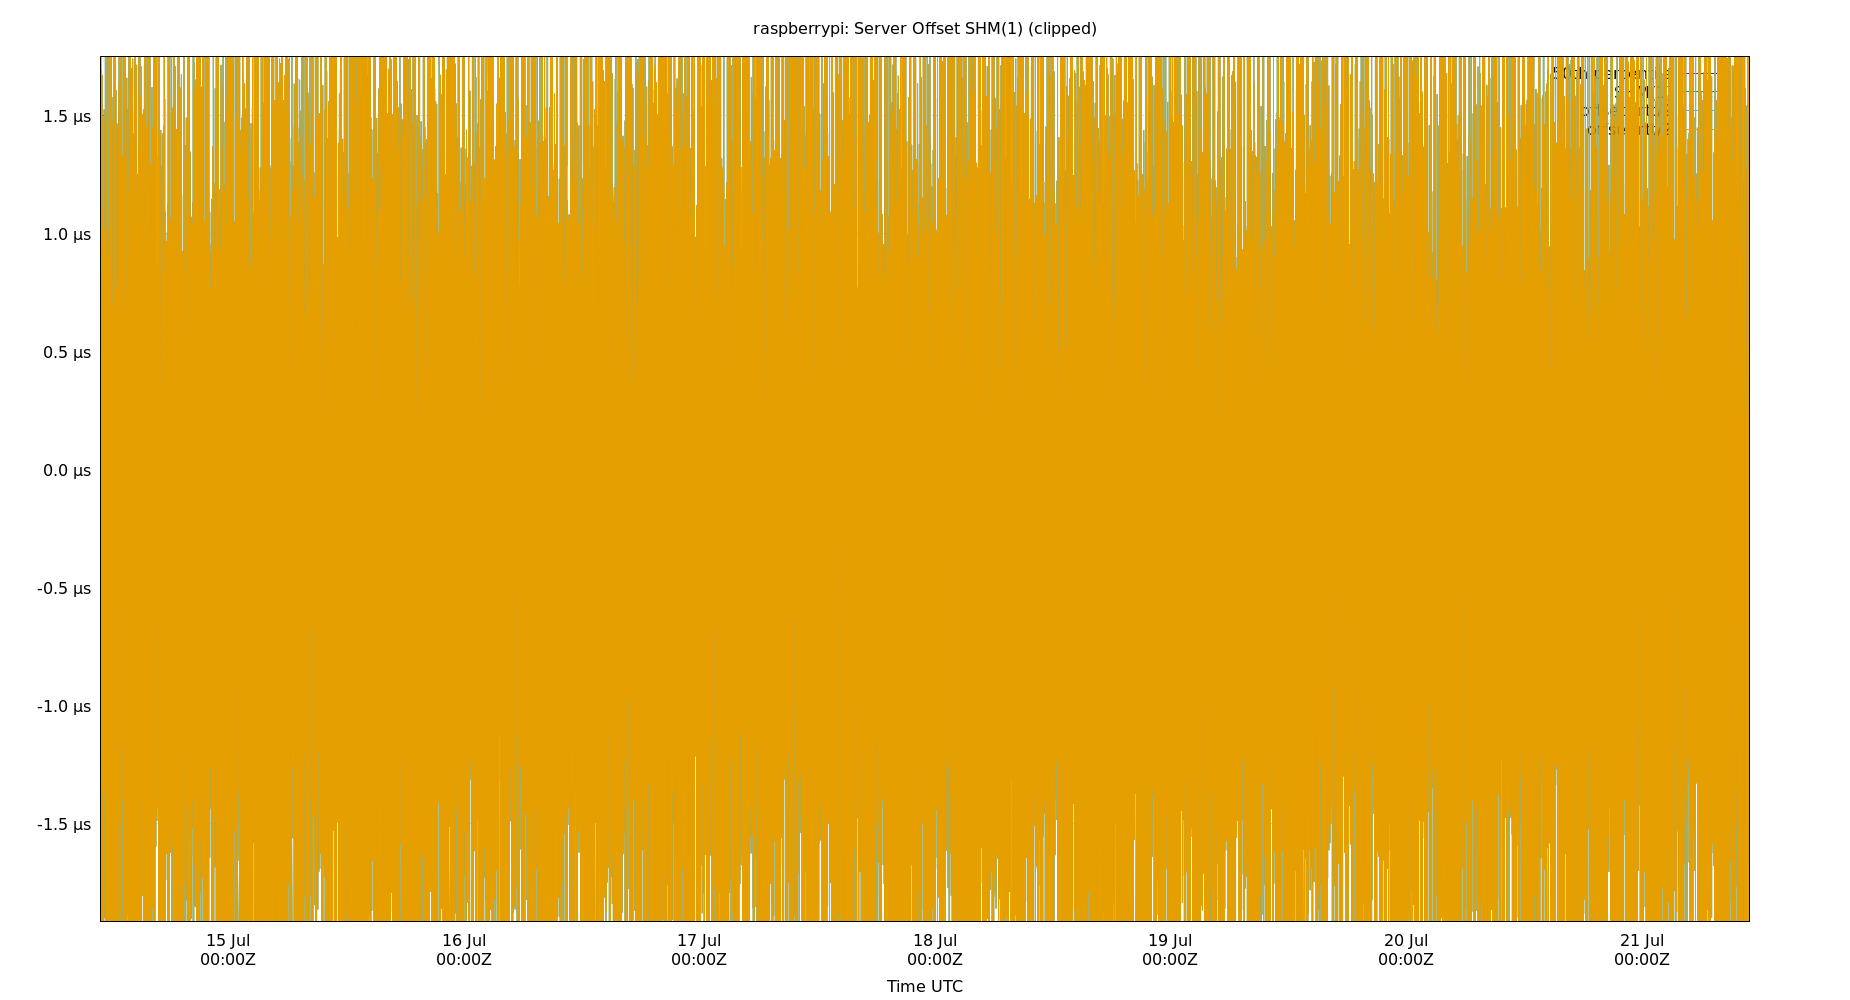 raspberrypi: Server Offset SHM(1) (clipped)
1.5 µs
1.0 µs
0.5 µs
0.0 µs
-0.5 µs
-1.0 µs
-1.5 µs
15 Jul
00:00Z
16 Jul
00:00Z
17 Jul
00:00Z
18 Jul
00:00Z
19 Jul
00:00Z
20 Jul
00:00Z
21 Jul
00:00Z
Time UTC